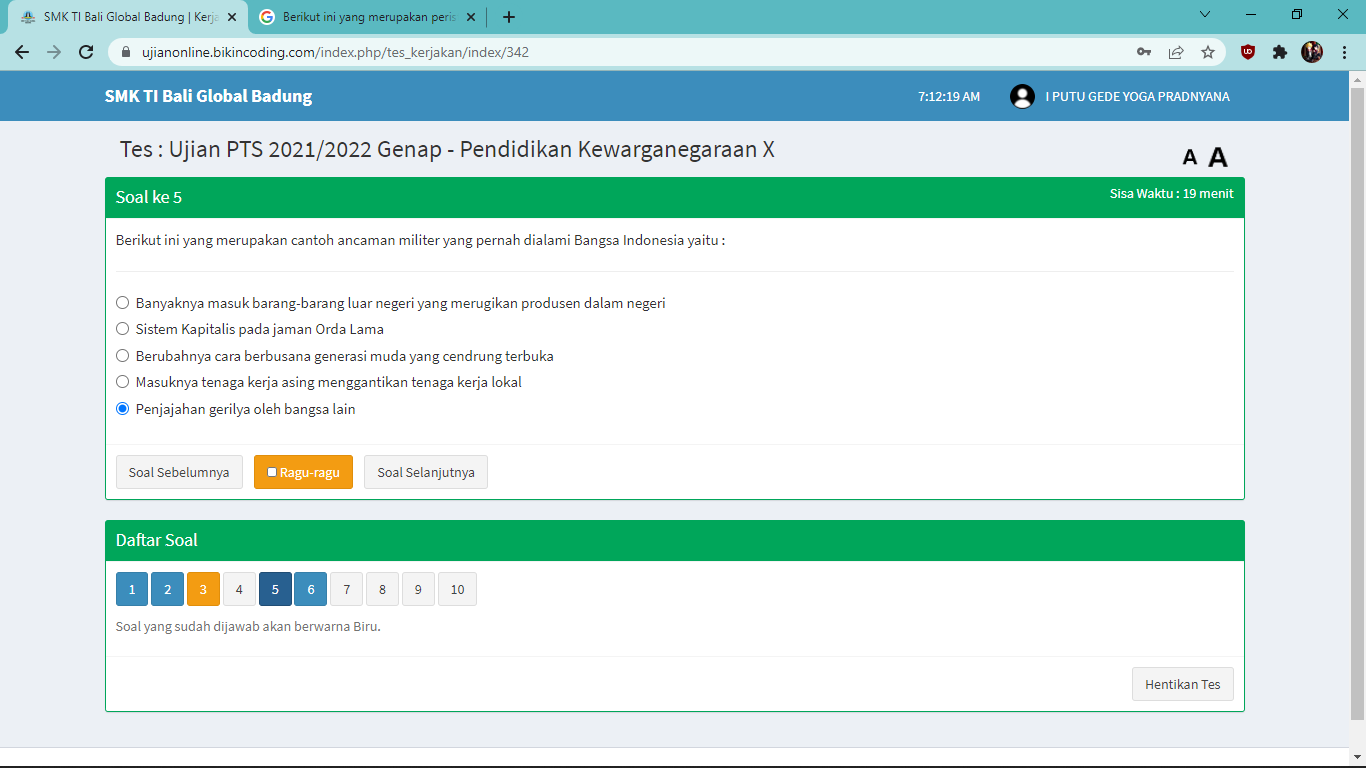 SMK TI Bali Global Badung | Kerja
Berikut ini yang merupakan peris
ujianonline.bikincoding.com/index.php/tes_kerjakan/index/342
SMK TI Bali Global Badung
7:12:19 AM
I PUTU GEDE YOGA PRADNYANA
Tes : Ujian PTS 2021/2022 Genap - Pendidikan Kewarganegaraan X
A A
Soal ke 5
Sisa Waktu : 19 menit
Berikut ini yang merupakan cantoh ancaman militer yang pernah dialami Bangsa Indonesia yaitu :
Banyaknya masuk barang-barang luar negeri yang merugikan produsen dalam negeri
Sistem Kapitalis pada jaman Orda Lama
Berubahnya cara berbusana generasi muda yang cendrung terbuka
Masuknya tenaga kerja asing menggantikan tenaga kerja lokal
Penjajahan gerilya oleh bangsa lain
Soal Sebelumnya
Ragu-ragu
Soal Selanjutnya
Daftar Soal
1 2 3 4 5 6 7 8 9 10
Soal yang sudah dijawab akan berwarna Biru.
Hentikan Tes